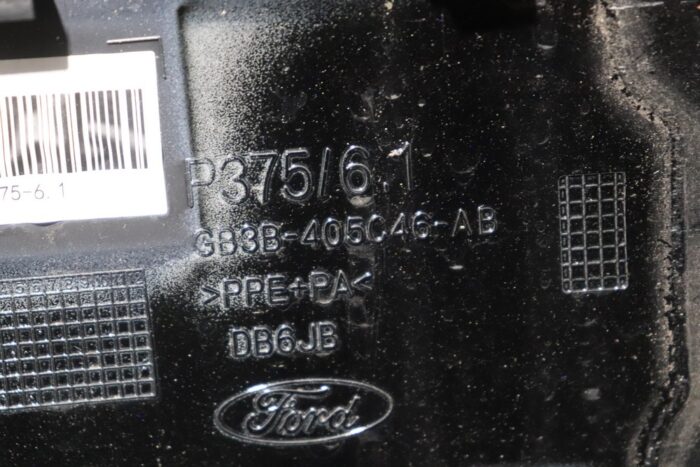 75-6.1
P375/6.1
GB3B-405C46-AB
>PPE+PA<
DB6JB
Ford